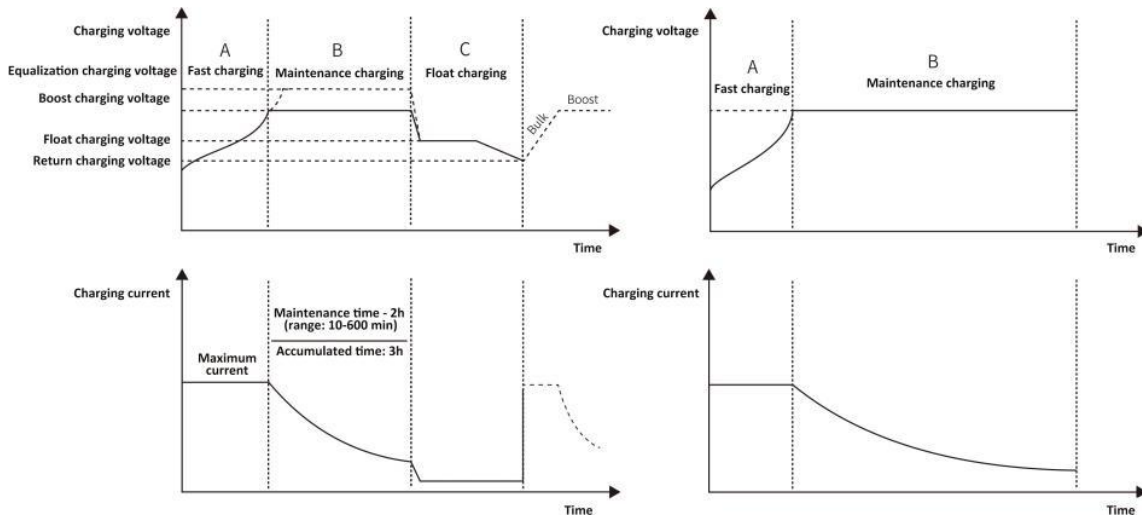 Charging voltage
A
B
C
Equalization charging voltage
Fast charging
Maintenance charging
Float charging
Boost charging voltage
Boost
Bulk
Float charging voltage
Return charging voltage
Time
Charging voltage
A
B
Fast charging
Maintenance charging
Time
Charging current
Maintenance time - 2h
(range: 10-600 min)
Accumulated time: 3h
Maximum
current
Time
Charging current
Time